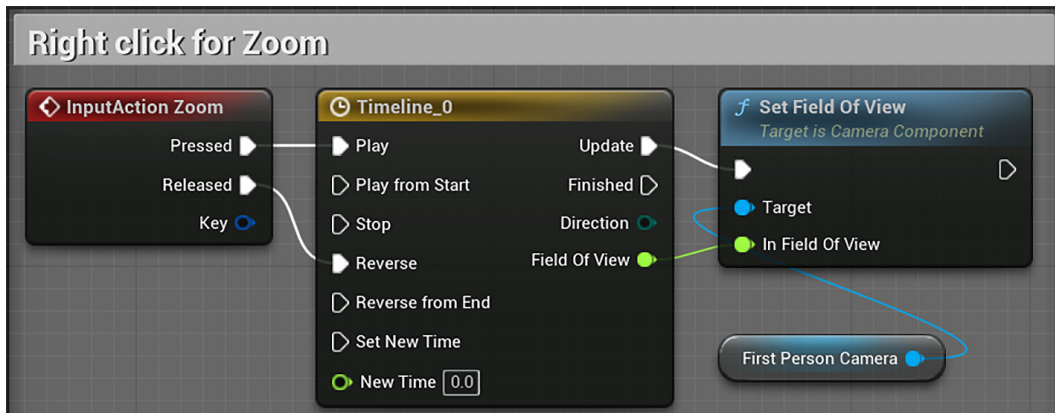 Right click for Zoom
InputAction Zoom
Pressed
Released
Key
Timeline_0
Play
Play from Start
Stop
Reverse
Reverse from End
Set New Time
New Time 0.0
Update
Finished
Direction
Field Of View
f Set Field Of View
Target is Camera Component
Target
In Field Of View
First Person Camera